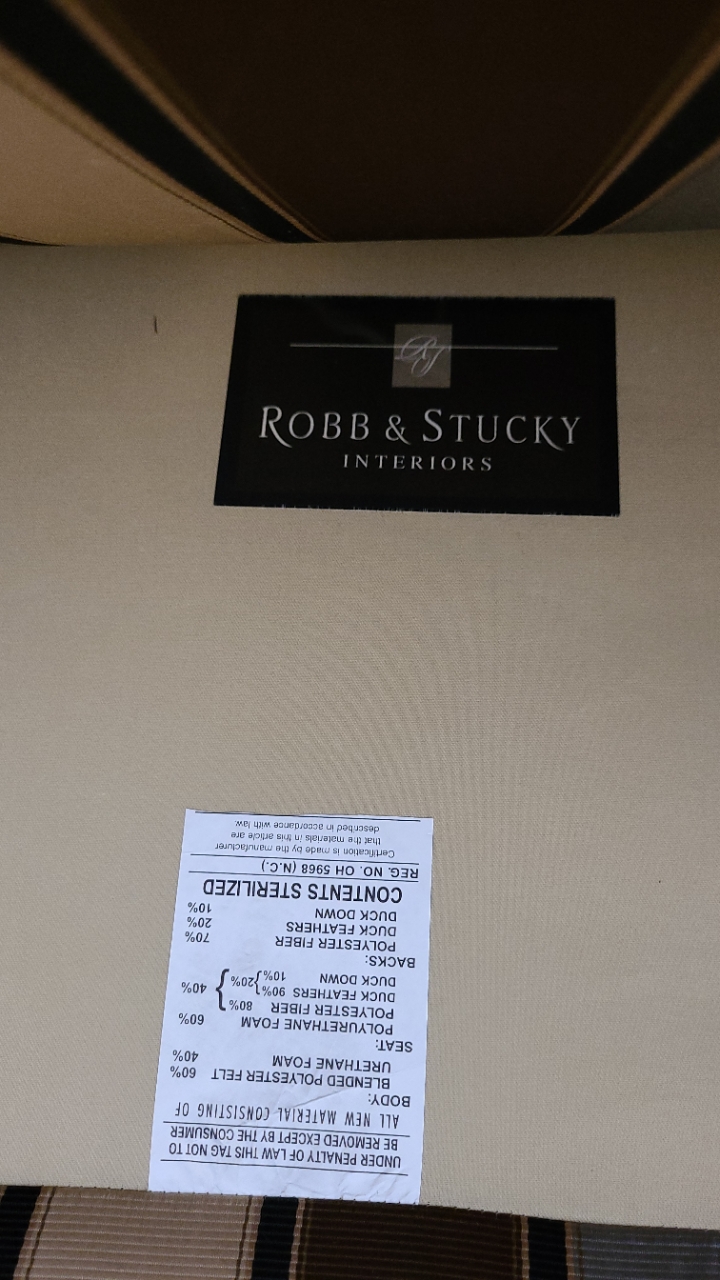 RS
ROBB & STUCKY
INTERIORS
UNDER PENALTY OF LAW THIS TAG NOT TO
BE REMOVED EXCEPT BY THE CONSUMER
ALL NEW MATERIAL CONSISTING OF
BODY:
BLENDED POLYESTER FELT 60%
URETHANE FOAM 40%
SEAT:
POLYURETHANE FOAM 60%
POLYESTER FIBER 80%
DUCK FEATHERS 90% } 20% } 40%
DUCK DOWN 10%
BACKS:
POLYESTER FIBER 70%
DUCK FEATHERS 20%
DUCK DOWN 10%
CONTENTS STERILIZED
REG. NO. OH 5968 (N.C.)
Certification is made by the manufacturer
that the materials in this article are
described in accordance with law.